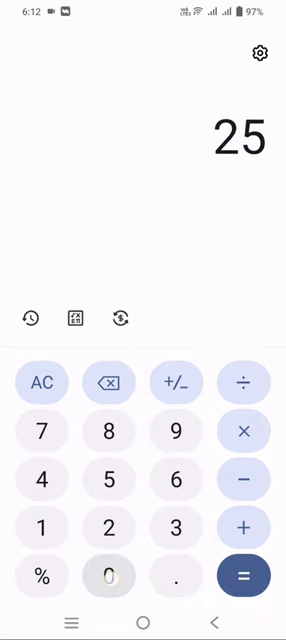 6:12 97%
25
AC +/- ÷
7 8 9 ×
4 5 6 −
1 2 3 +
% 0 . =